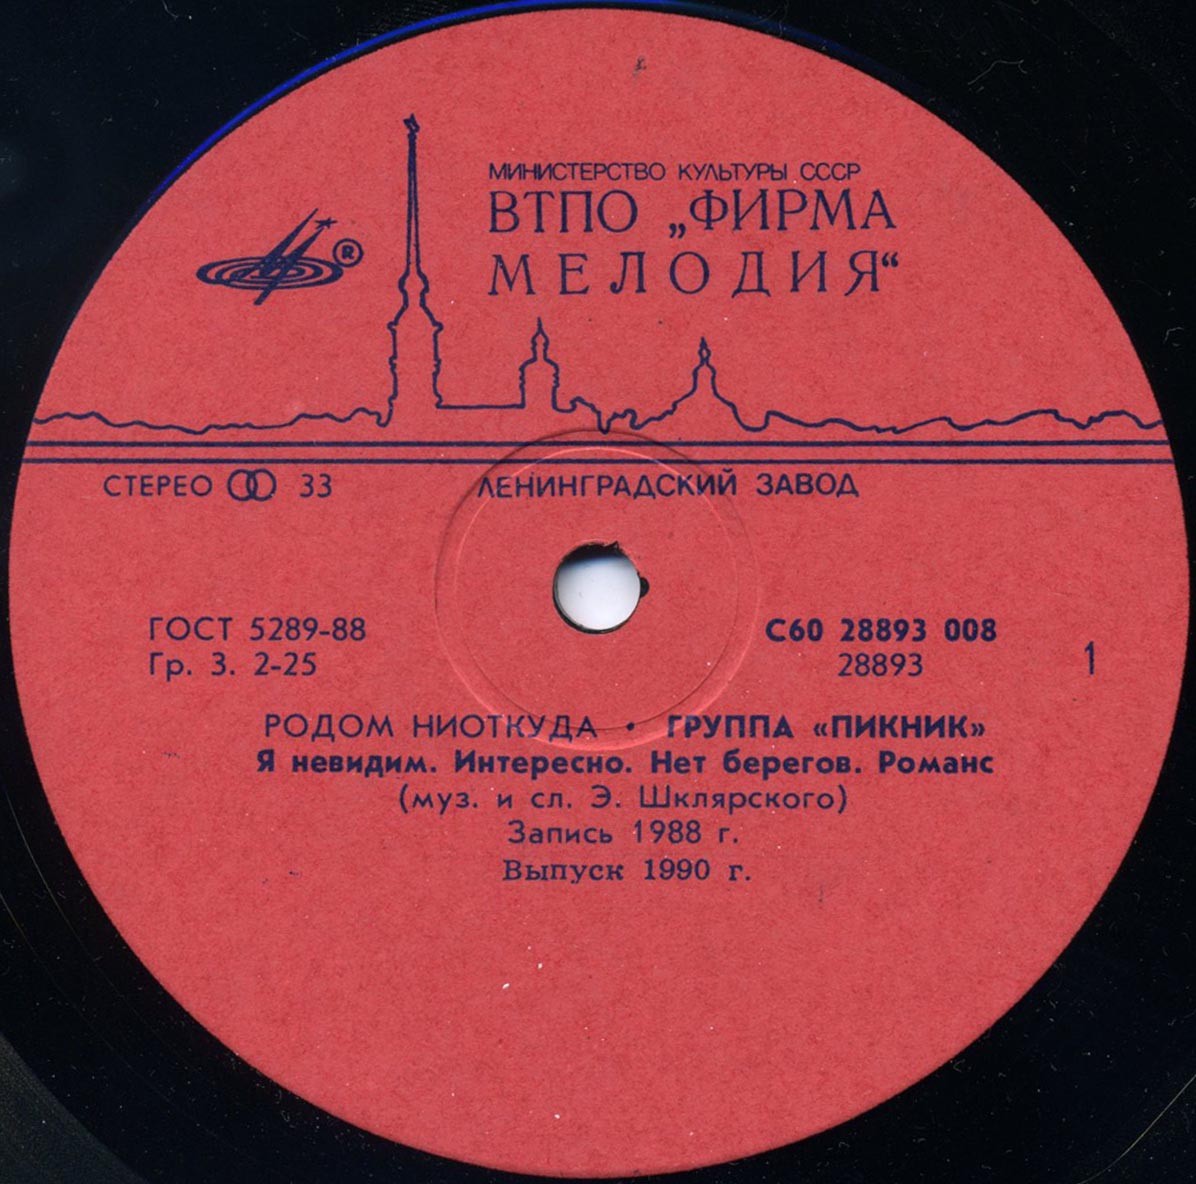 МИНИСТЕРСТВО КУЛЬТУРЫ СССР
ВТПО „ФИРМА
МЕЛОДИЯ“
®
СТЕРЕО 33 ЛЕНИНГРАДСКИЙ ЗАВОД
ГОСТ 5289-88 С60 28893 008
Гр. 3. 2-25 28893 1
РОДОМ НИОТКУДА • ГРУППА «ПИКНИК»
Я невидим. Интересно. Нет берегов. Романс
(муз. и сл. Э. Шклярского)
Запись 1988 г.
Выпуск 1990 г.